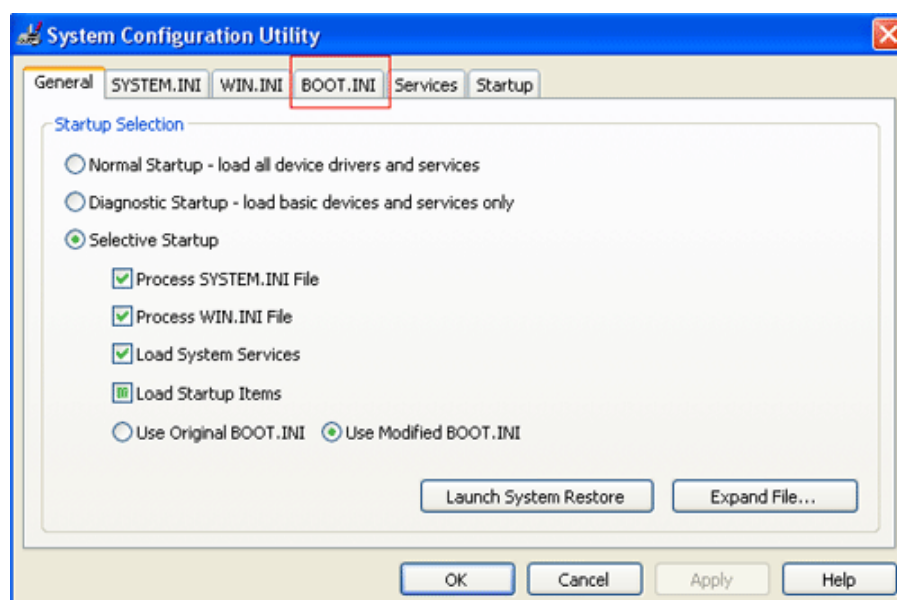 System Configuration Utility
General SYSTEM.INI WIN.INI BOOT.INI Services Startup
Startup Selection
Normal Startup - load all device drivers and services
Diagnostic Startup - load basic devices and services only
Selective Startup
Process SYSTEM.INI File
Process WIN.INI File
Load System Services
Load Startup Items
Use Original BOOT.INI Use Modified BOOT.INI
Launch System Restore Expand File...
OK Cancel Apply Help